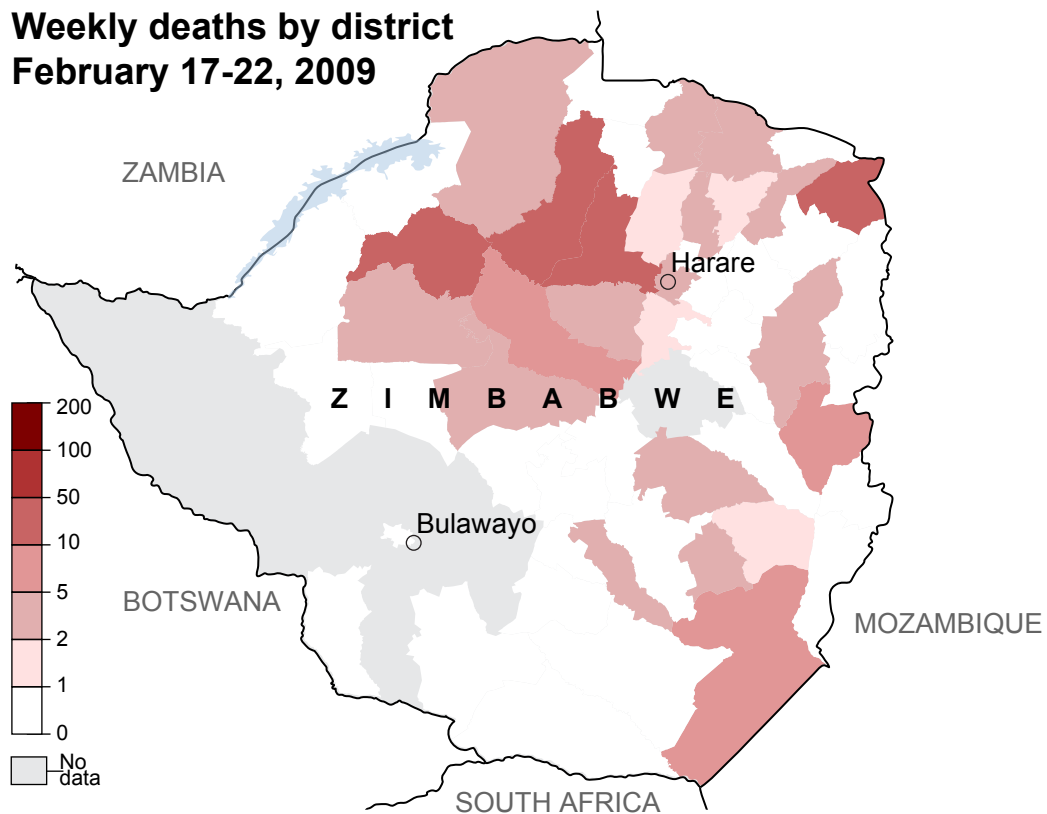 Weekly deaths by district
February 17-22, 2009
ZAMBIA
Harare
ZIMBABWE
200
100
50
10
5
2
1
0
No
data
Bulawayo
BOTSWANA
MOZAMBIQUE
SOUTH AFRICA